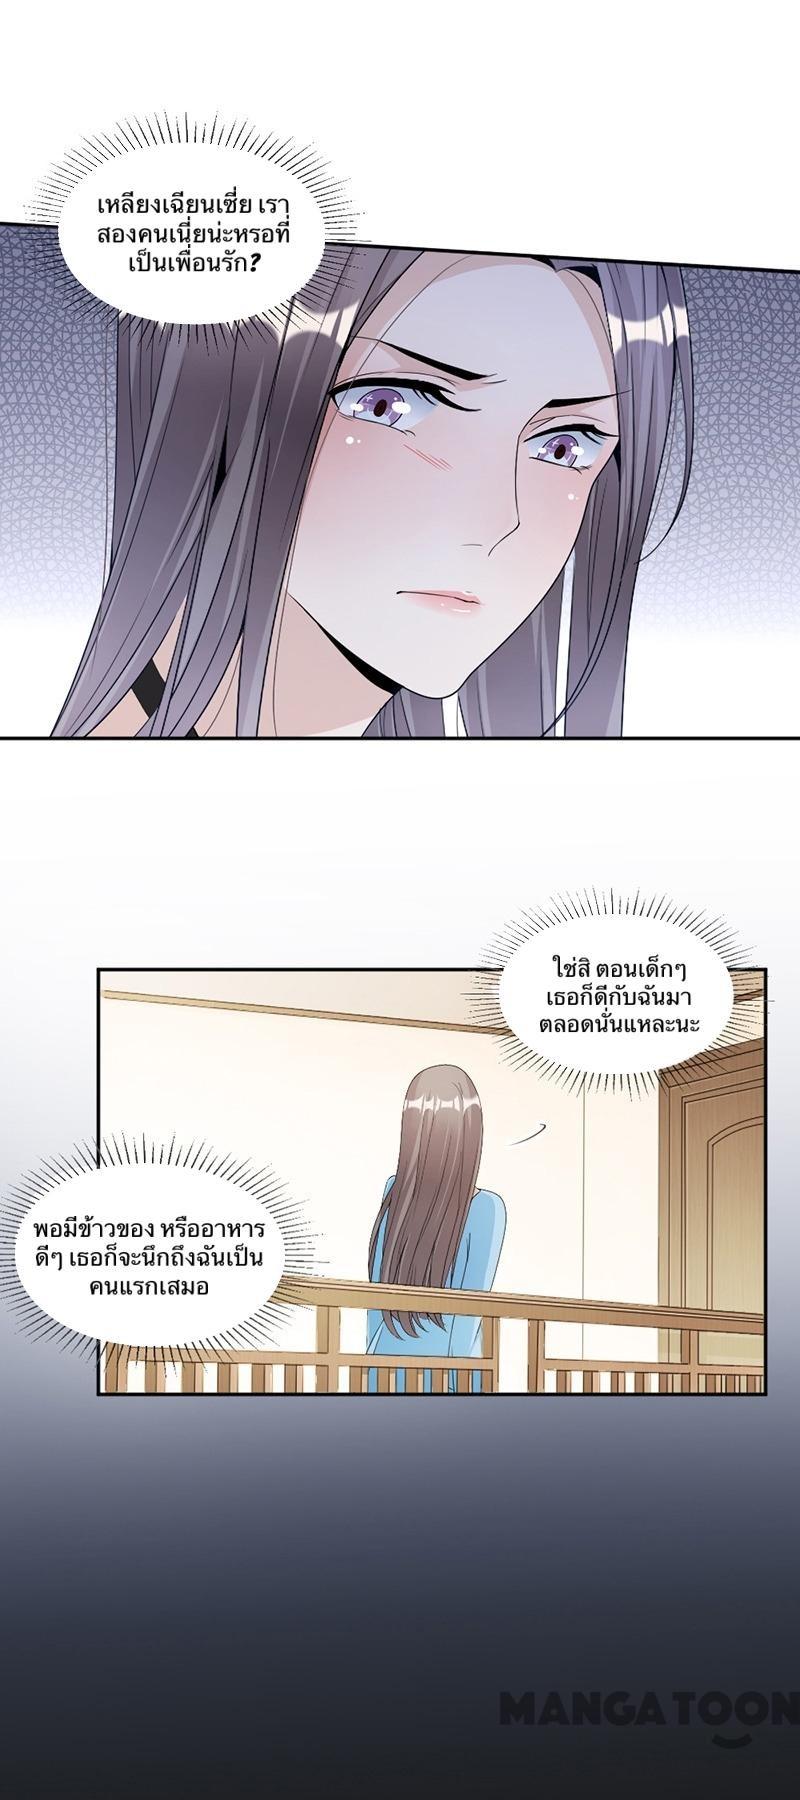 เหลียงเฉียนเซี่ย เรา
สองคนเนี่ยน่ะหรอที่
เป็นเพื่อนรัก?
ใช่สิ ตอนเด็กๆ
เธอก็ดีกับฉันมา
ตลอดนั่นแหละนะ
พอมีข้าวของ หรืออาหาร
ดีๆ เธอก็จะนึกถึงฉันเป็น
คนแรกเสมอ
MANGATOON